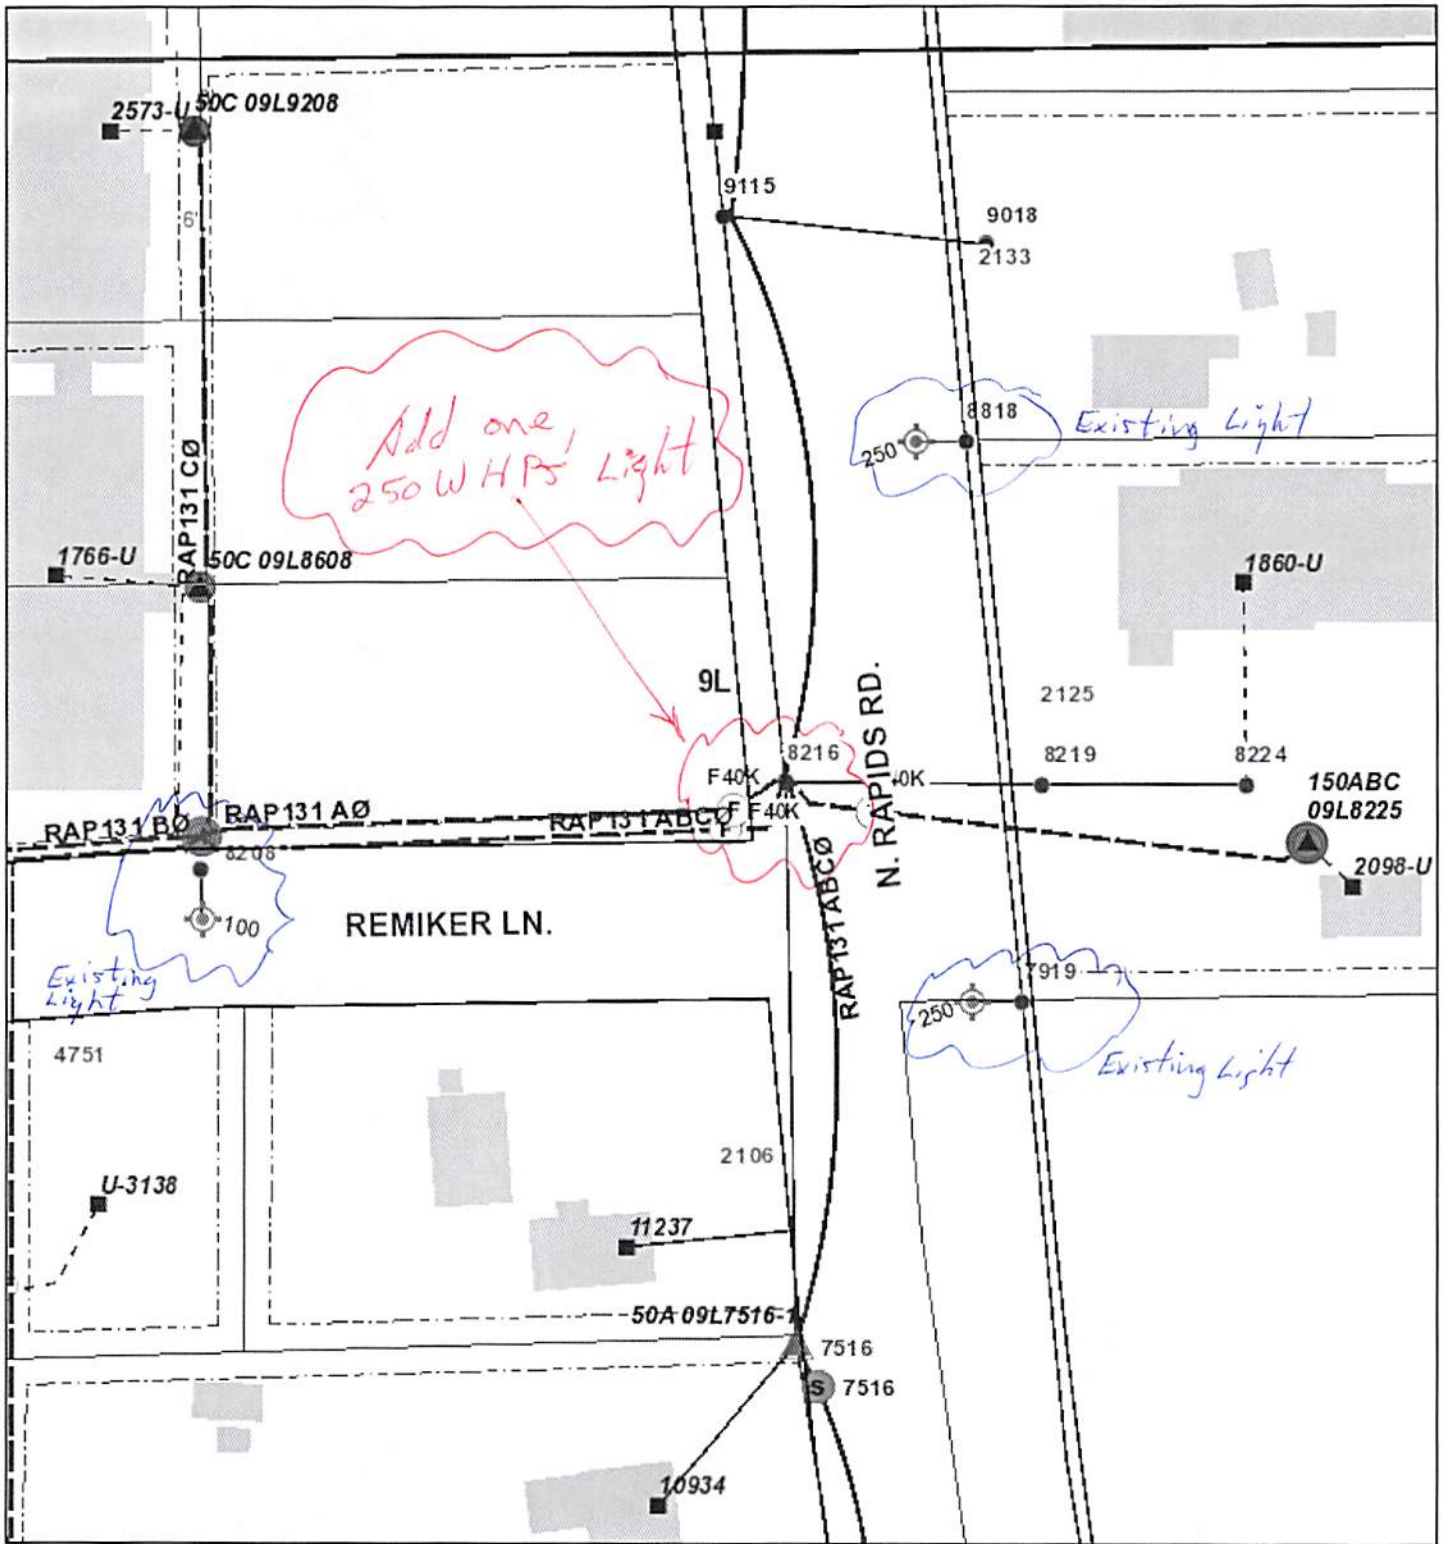 2573-U
50C 09L9208
6'
9115
9018
2133
Add one,
250W HPS Light
8818
250
Existing Light
RAP131 CØ
1766-U
50C 09L8608
1860-U
9L
N. RAPIDS RD.
2125
8216
8219
8224
F40K
40K
150ABC
09L8225
RAP131 BØ
RAP131 AØ
RAP131 ABCØ
F
F40K
8208
2098-U
100
REMIKER LN.
RAP131 ABCØ
Existing
Light
7919
250
Existing Light
4751
2106
U-3138
11237
50A 09L7516-1
7516
S
7516
10934